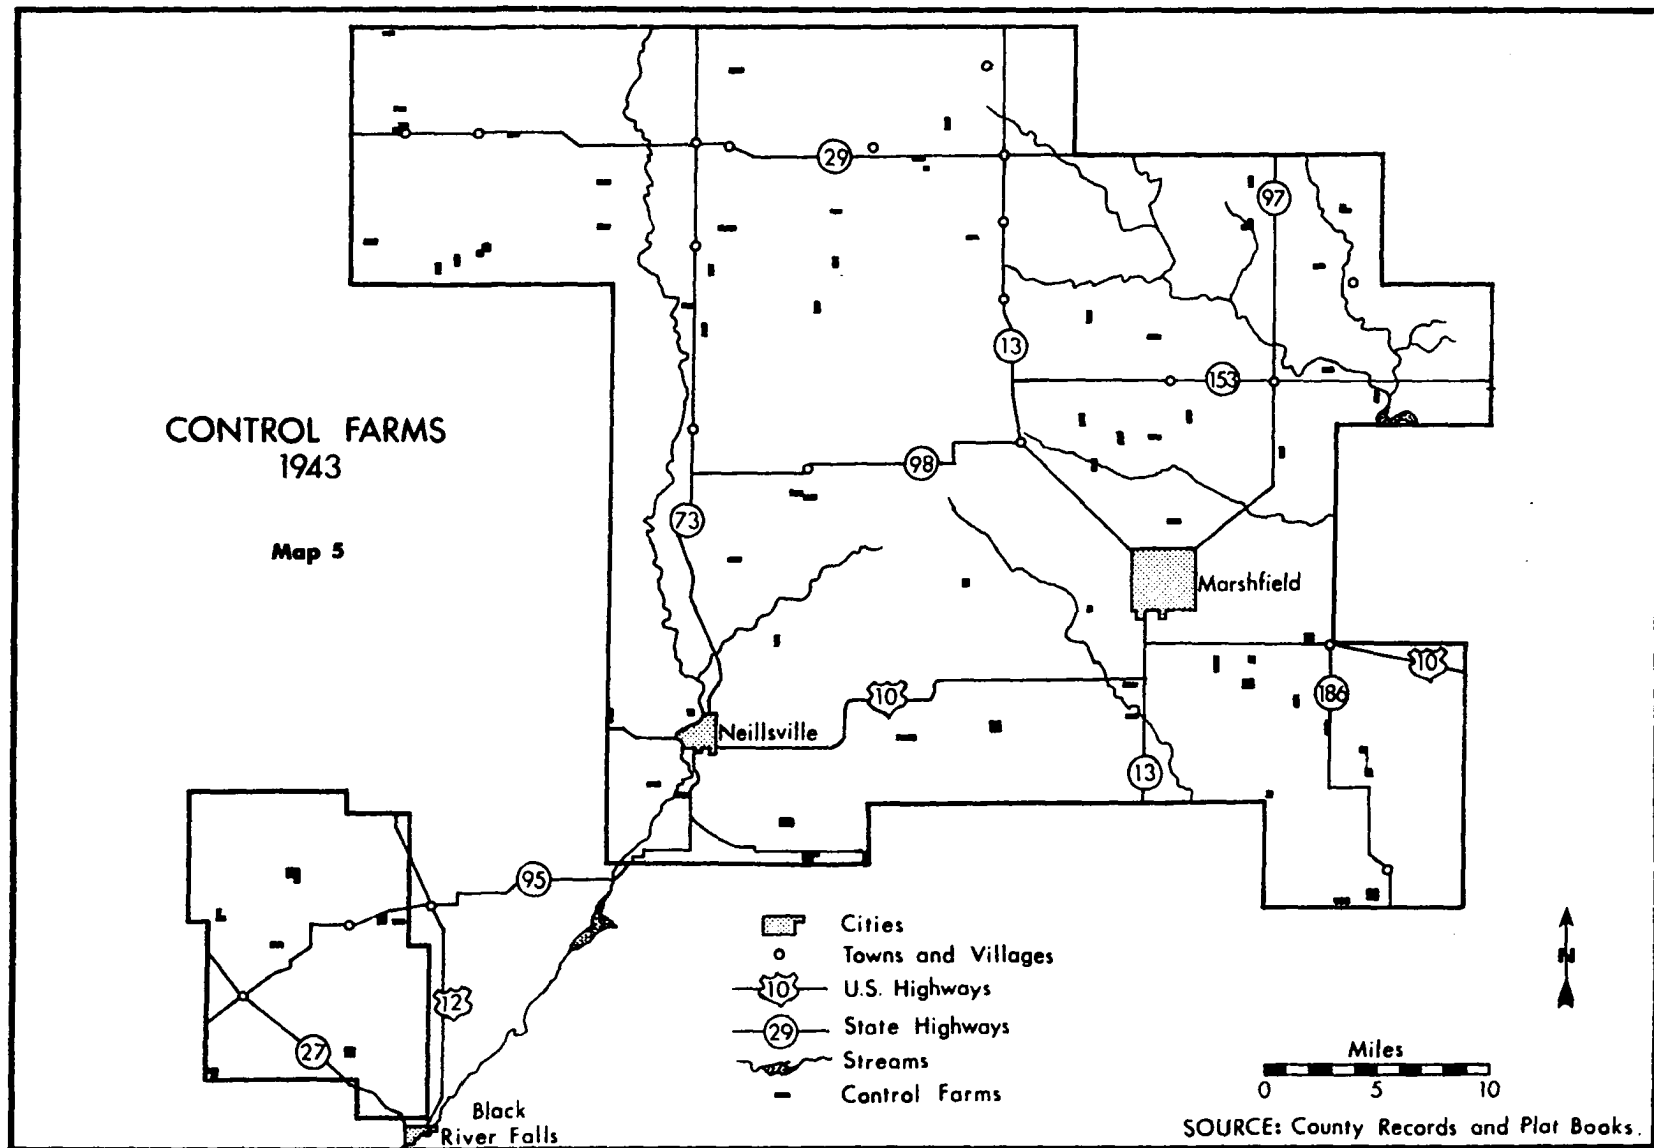 29
97
13
153
CONTROL FARMS
1943
98
73
Map 5
Marshfield
10
10
186
Neillsville
13
95
Cities
Towns and Villages
10 U.S. Highways
12
29 State Highways
27
Streams
Control Farms
N
Miles
0 5 10
Black
River Falls
SOURCE: County Records and Plat Books.